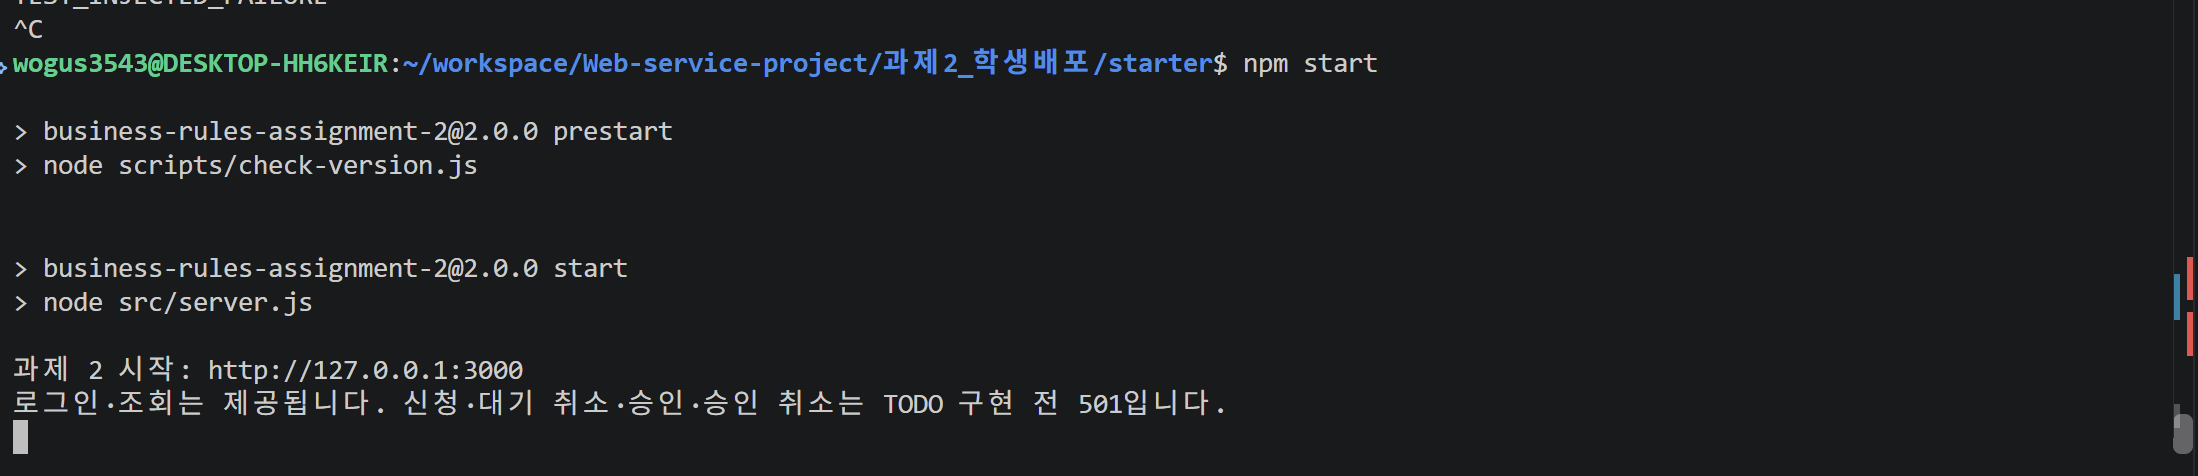 TEST_INJECTED_FAILURE
^C
wogus3543@DESKTOP-HH6KEIR:~/workspace/Web-service-project/과제2_학생배포/starter$ npm start
> business-rules-assignment-2@2.0.0 prestart
> node scripts/check-version.js
> business-rules-assignment-2@2.0.0 start
> node src/server.js
과제 2 시작: http://127.0.0.1:3000
로그인·조회는 제공됩니다. 신청·대기 취소·승인·승인 취소는 TODO 구현 전 501입니다.